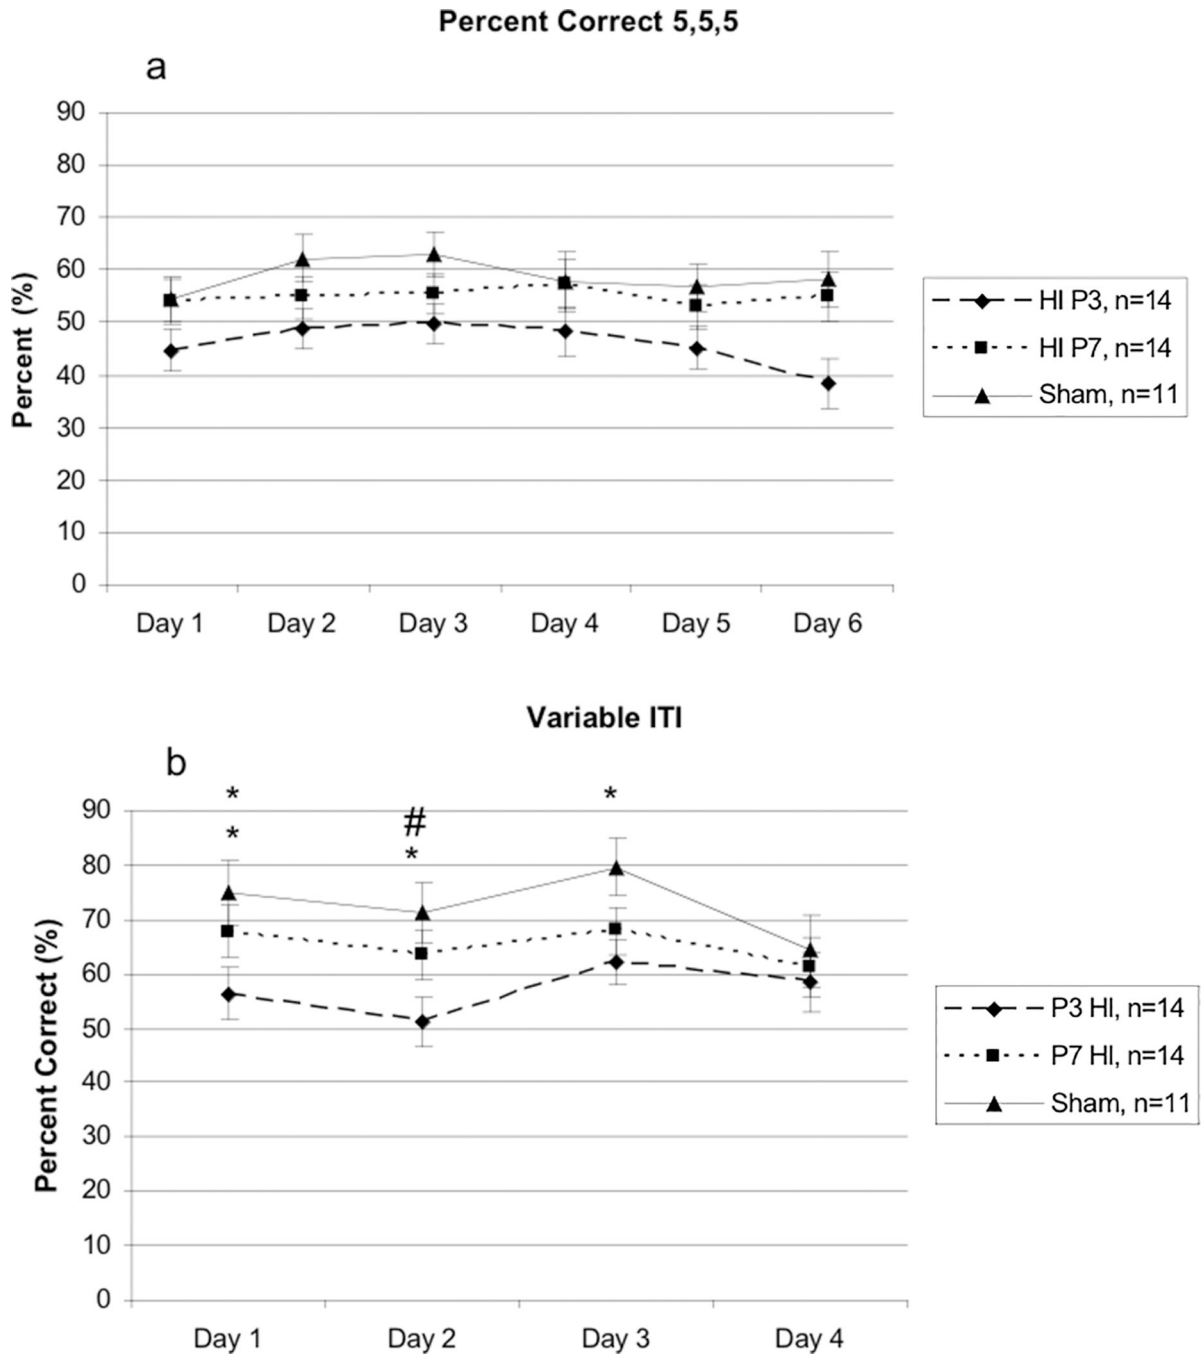 Percent Correct 5,5,5
a
90
80
70
60
50
40
30
20
10
0
Percent (%)
Day 1 Day 2 Day 3 Day 4 Day 5 Day 6
HI P3, n=14
HI P7, n=14
Sham, n=11
Variable ITI
b
* # * *
*
90
80
70
60
50
40
30
20
10
0
Percent Correct (%)
Day 1 Day 2 Day 3 Day 4
P3 HI, n=14
P7 HI, n=14
Sham, n=11